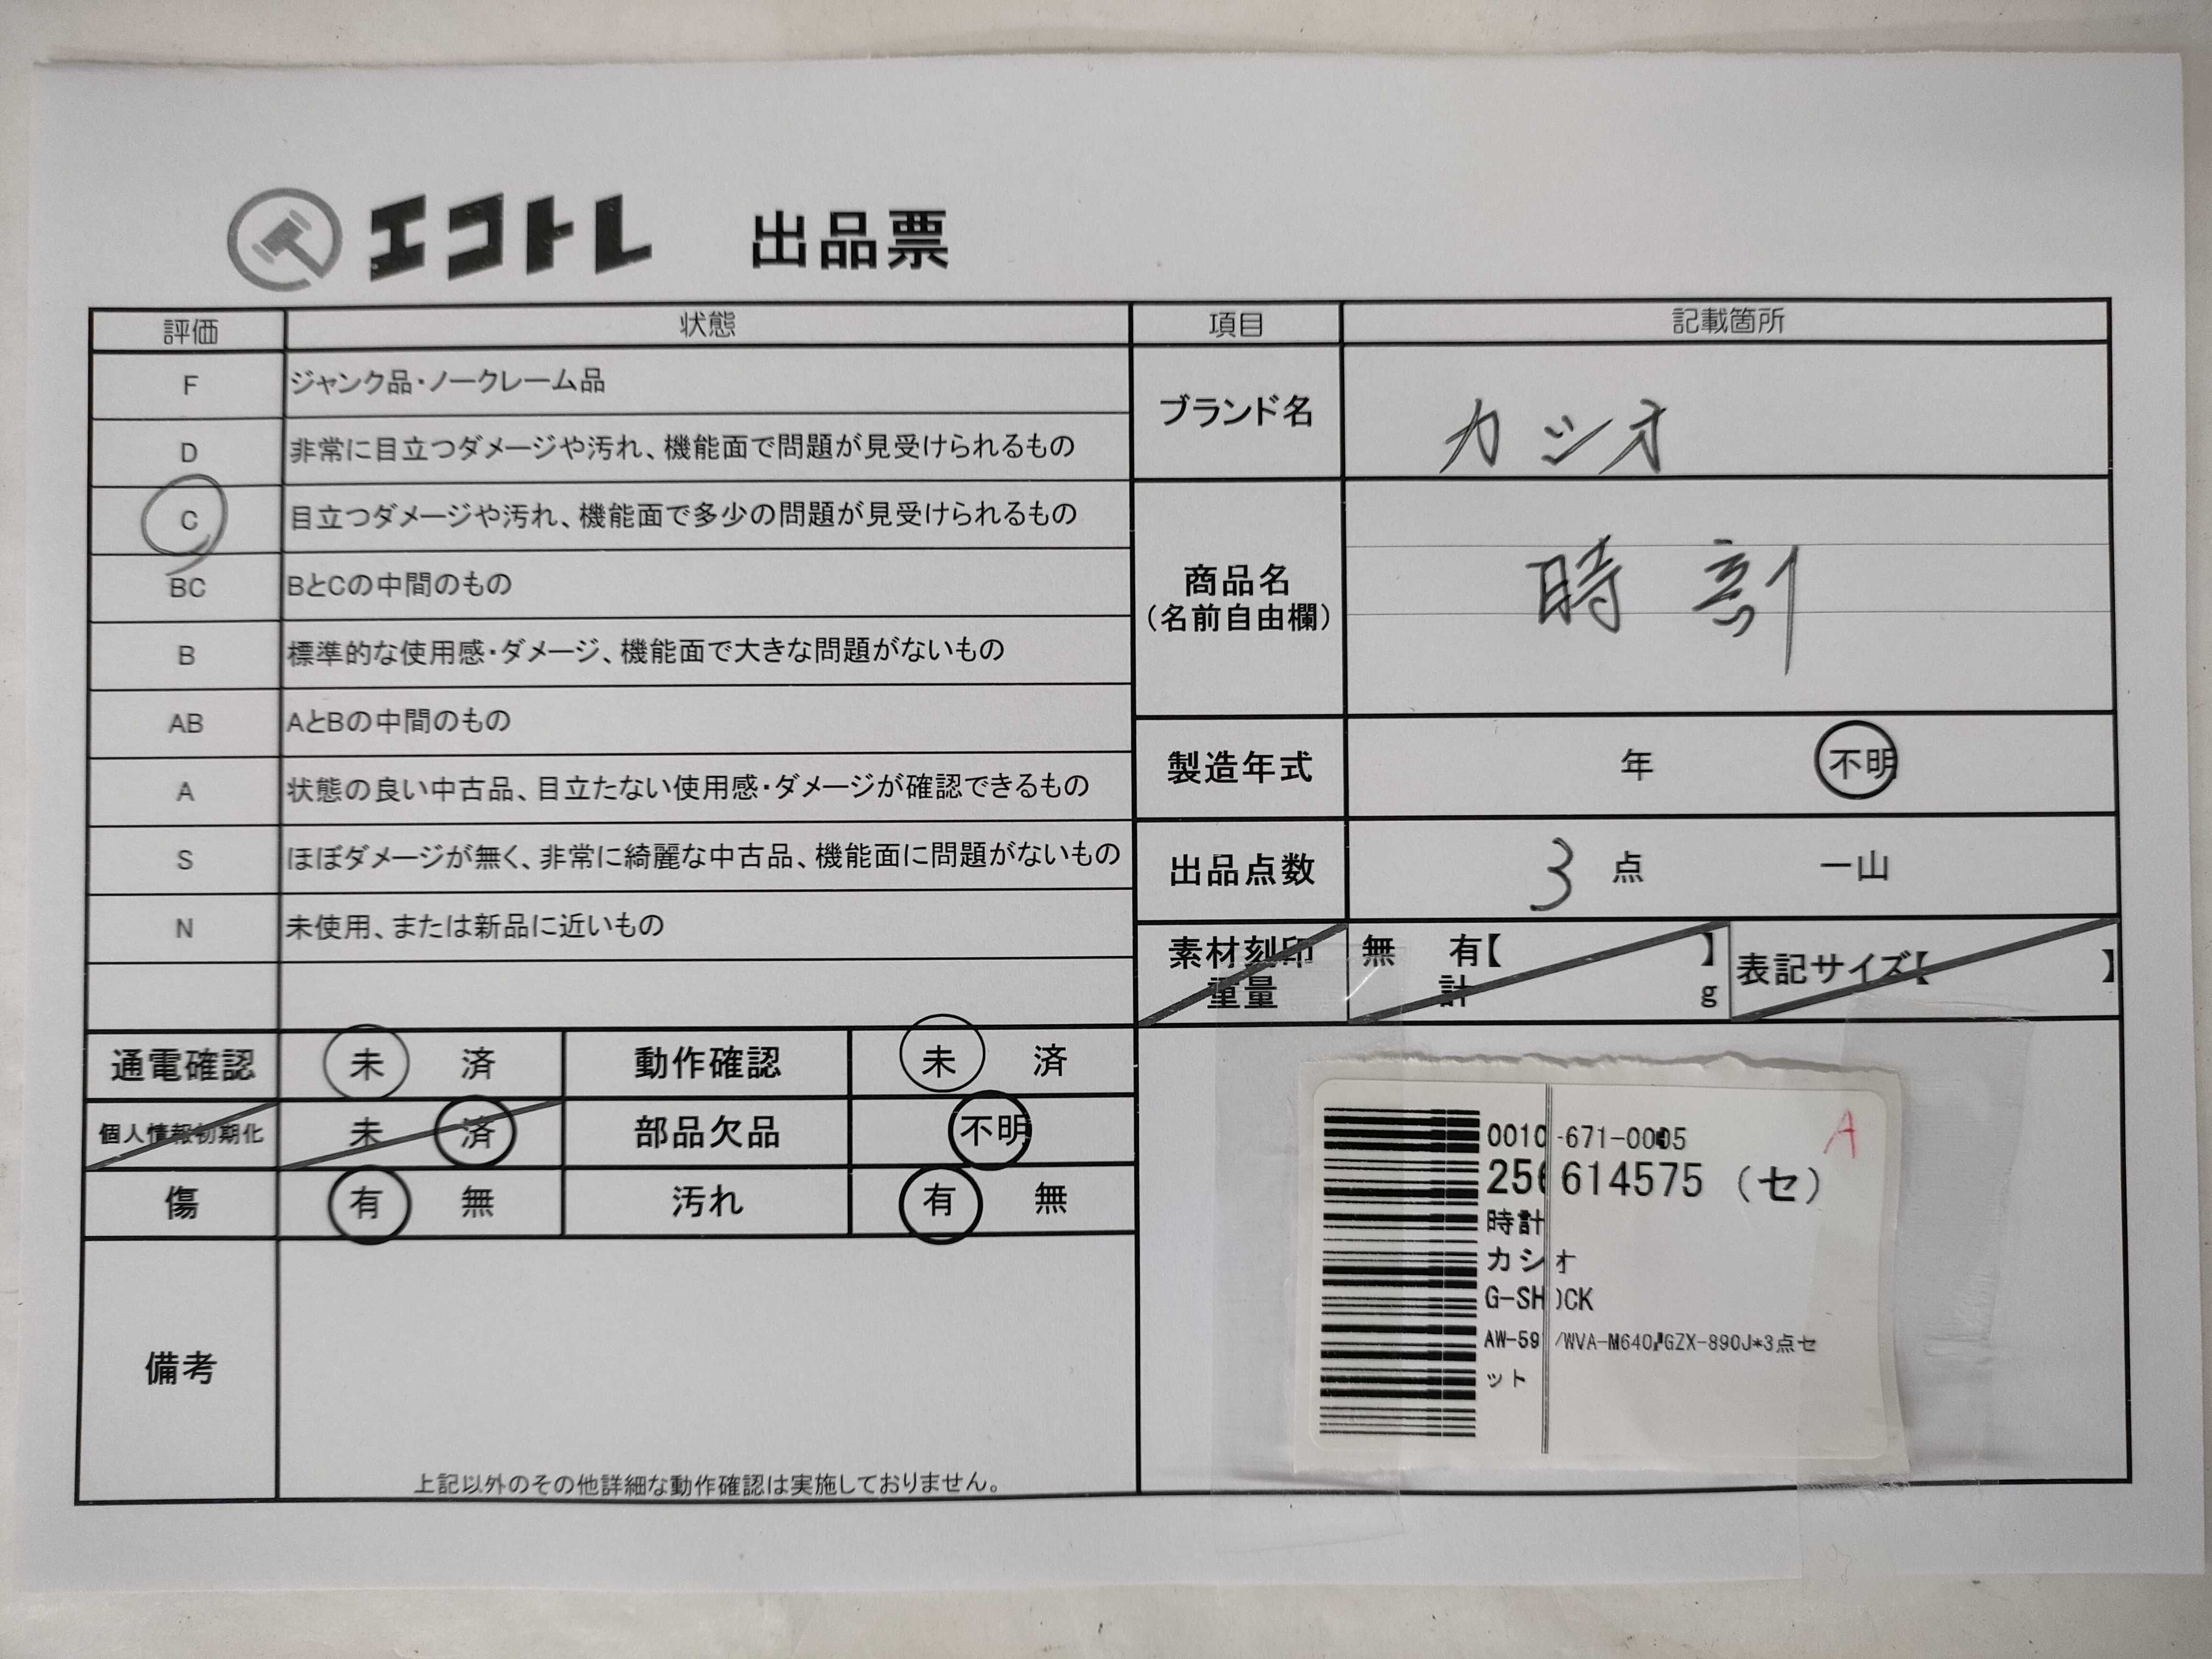 エコトレ 出品票
評価 状態 項目 記載箇所
F ジャンク品・ノークレーム品
D 非常に目立つダメージや汚れ、機能面で問題が見受けられるもの
C 目立つダメージや汚れ、機能面で多少の問題が見受けられるもの
BC BとCの中間のもの
B 標準的な使用感・ダメージ、機能面で大きな問題がないもの
AB AとBの中間のもの
A 状態の良い中古品、目立たない使用感・ダメージが確認できるもの
S ほぼダメージが無く、非常に綺麗な中古品、機能面に問題がないもの
N 未使用、または新品に近いもの
ブランド名 カシオ
商品名
(名前自由欄)
時
製造年式 年 不明
出品点数 3 点 一山
素材刻印 無 有【 】
重量 計 g
表記サイズ【 】
通電確認 未 済 動作確認 未 済
個人情報初期化 未 済 部品欠品 不明
傷 有 無 汚れ 有 無
備考
上記以外のその他詳細な動作確認は実施しておりません。
A
614575 (セ)
時計
カシオ
G-SHOCK
AW-59 /WVA-M640/GZX-890J*3点セ
ット